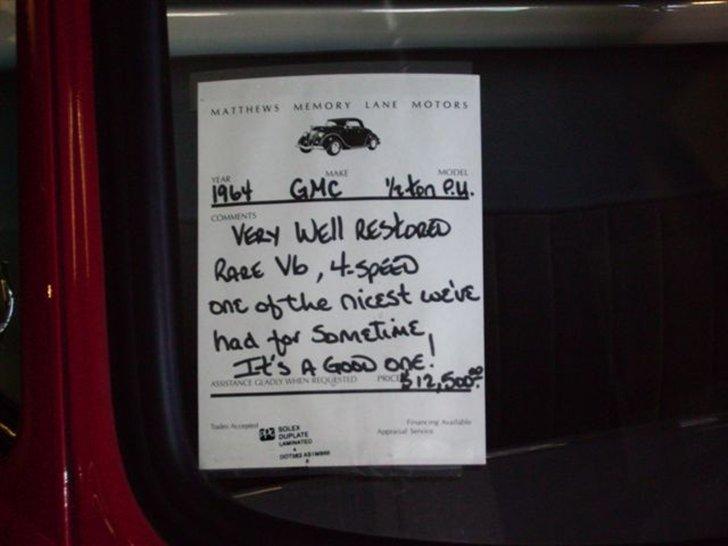 MATTHEWS MEMORY LANE MOTORS
YEAR MAKE MODEL
1964 GMC 1/2 ton P.U.
COMMENTS
VERY WELL RESTORED
RARE V6, 4-SPEED
one of the nicest we've
had for SOMETIME,
It's A GOOD ONE!
ASSISTANCE GLADLY WHEN REQUESTED PRICE $12,500.00
Trades Accepted Financing Available
Appraisal Service
PPG SOLEX
DUPLATE
LAMINATED